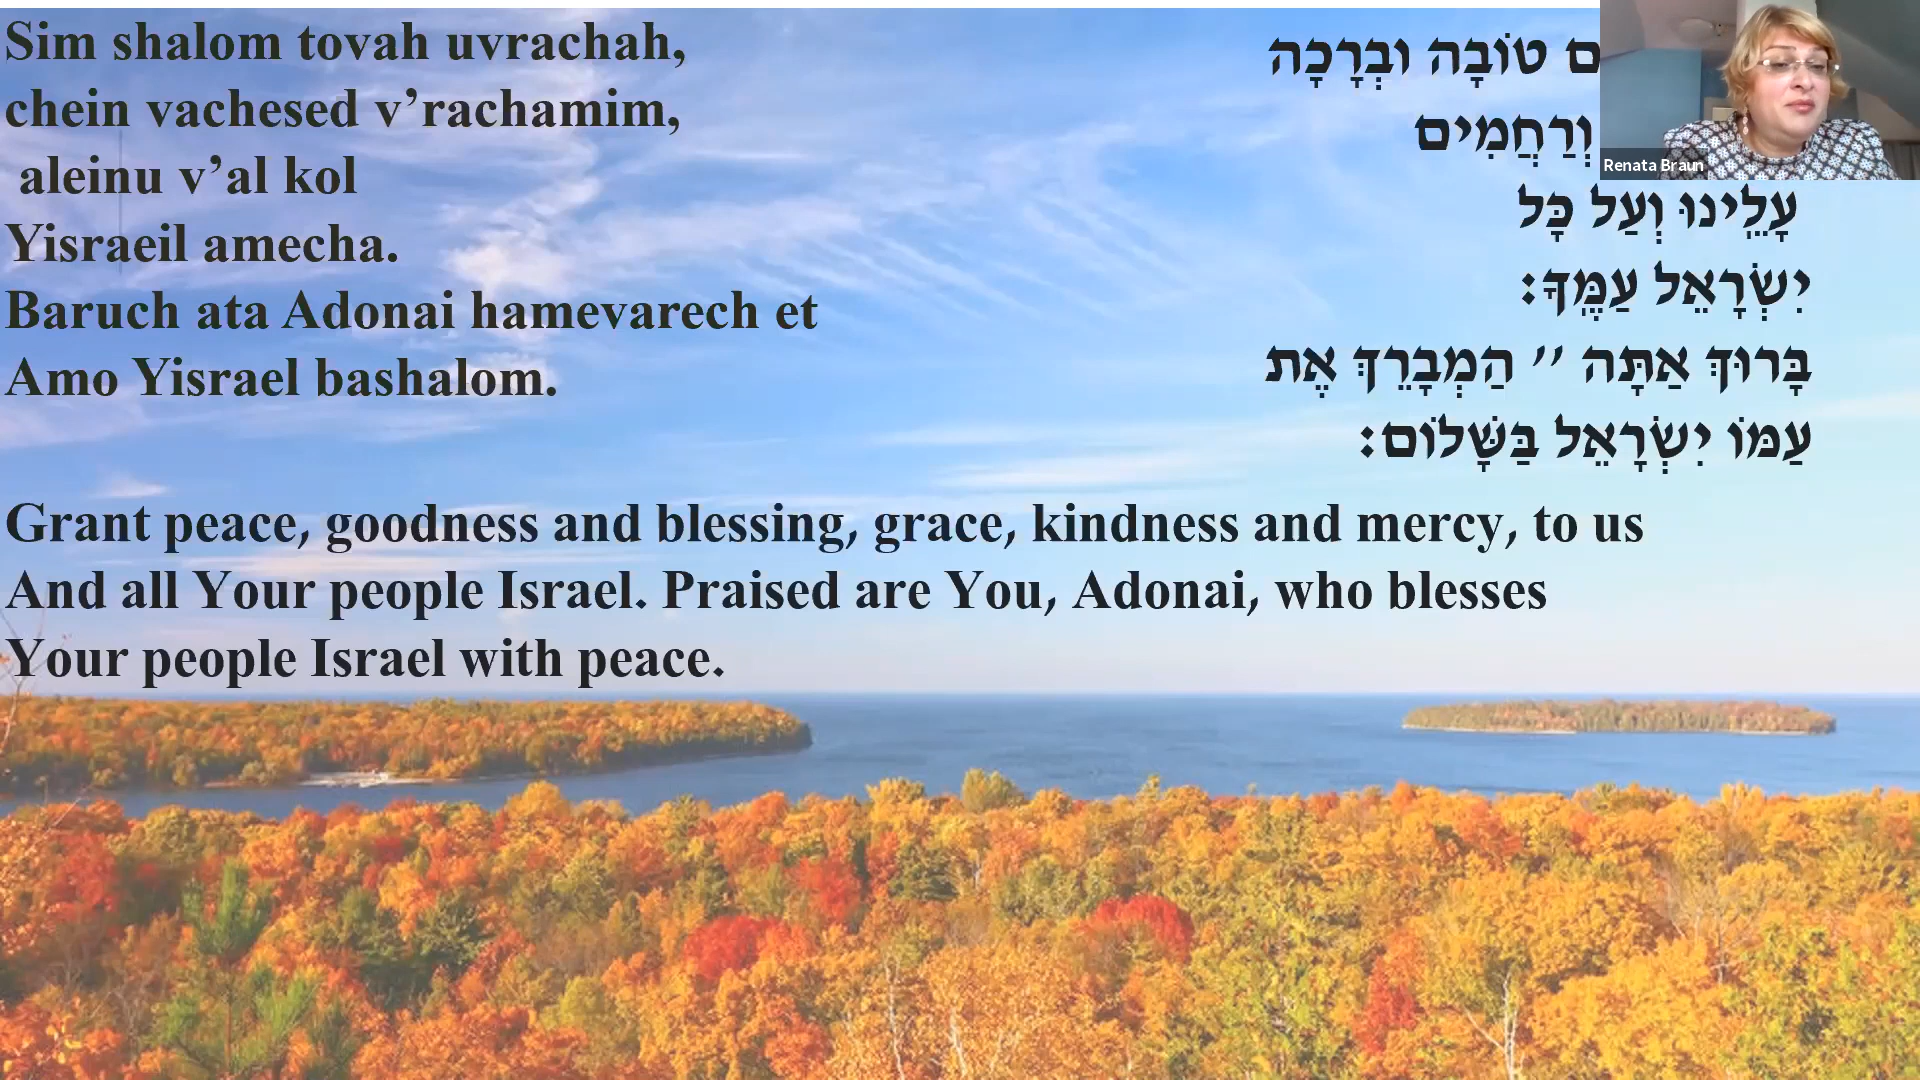 Sim shalom tovah uvrachah,
chein vachesed v’rachamim,
aleinu v’al kol
Yisraeil amecha.
Baruch ata Adonai hamevarech et
Amo Yisrael bashalom.
טוֹבָה וּבְרָכָה
וְרַחֲמִים
עָלֵֽינוּ וְעַל כָּל
יִשְׂרָאֵל עַמֶּֽךָ:
בָּרוּךְ אַתָּה ׳׳ הַמְבָרֵךְ אֶת
עַמּוֹ יִשְׂרָאֵל בַּשָּׁלוֹם:
Grant peace, goodness and blessing, grace, kindness and mercy, to us
And all Your people Israel. Praised are You, Adonai, who blesses
Your people Israel with peace.
Renata Braun